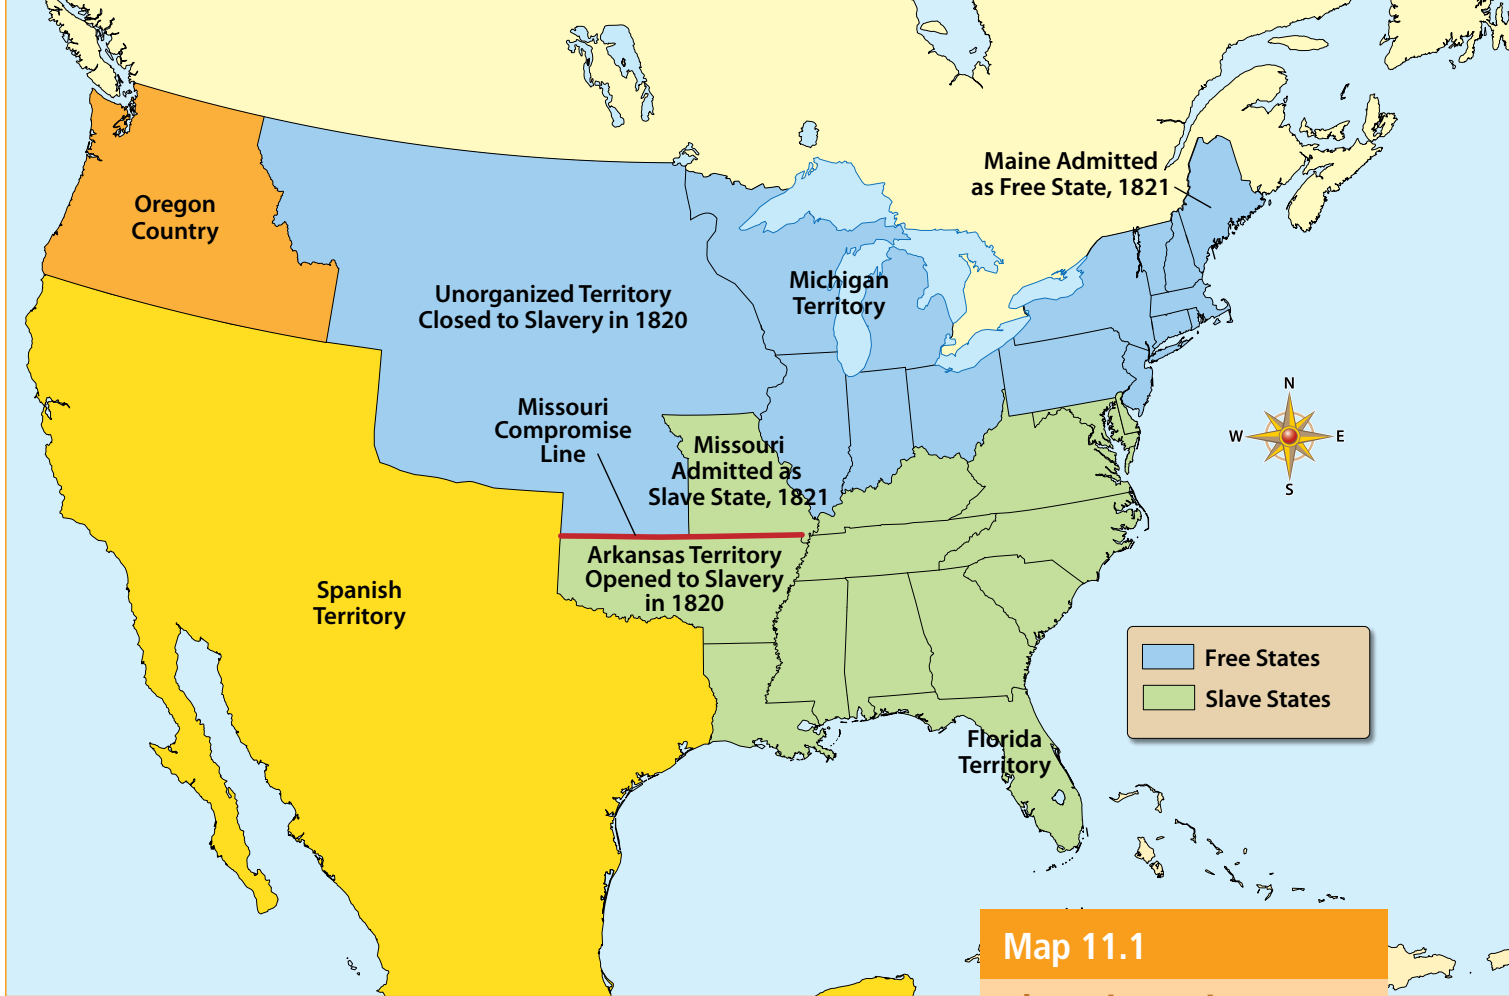 Maine Admitted
as Free State, 1821
Oregon
Country
Unorganized Territory
Closed to Slavery in 1820
Michigan
Territory
Missouri
Compromise
Line
Missouri
Admitted as
Slave State, 1821
N
W
E
S
Arkansas Territory
Opened to Slavery
in 1820
Spanish
Territory
Free States
Slave States
Florida
Territory
Map 11.1